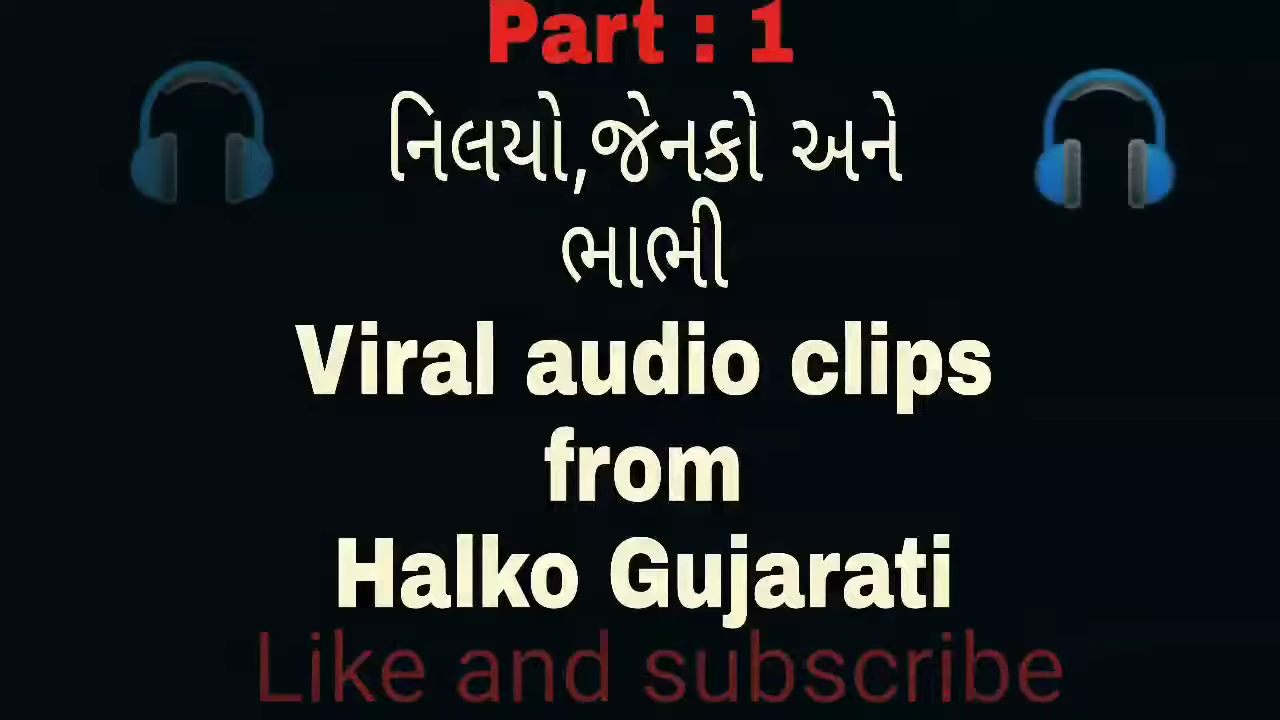 Part : 1
નિલયો,જેનકો અને
ભાભી
Viral audio clips
from
Halko Gujarati
Like and subscribe